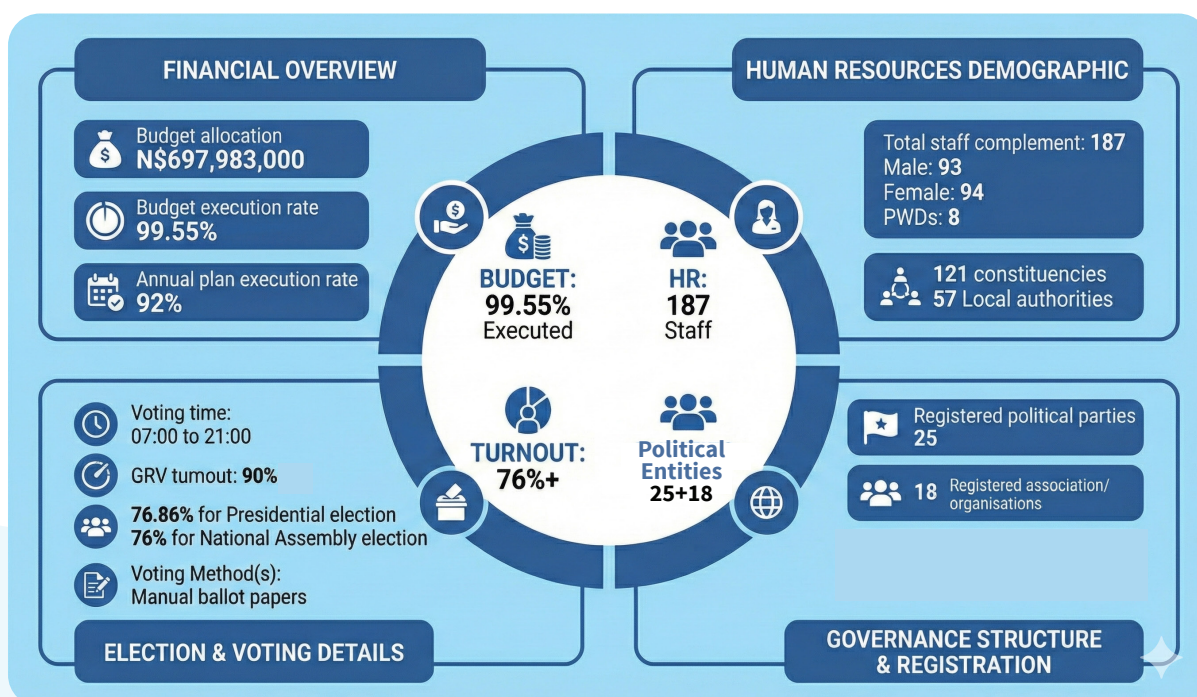 FINANCIAL OVERVIEW
Budget allocation
N$697,983,000
Budget execution rate
99.55%
Annual plan execution rate
92%
HUMAN RESOURCES DEMOGRAPHIC
Total staff complement: 187
Male: 93
Female: 94
PWDs: 8
121 constituencies
57 Local authorities
BUDGET:
99.55%
Executed
HR:
187
Staff
TURNOUT:
76%+
Political
Entities
25+18
Voting time:
07:00 to 21:00
GRV tumout: 90%
76.86% for Presidential election
76% for National Assembly election
Voting Method(s):
Manual ballot papers
ELECTION & VOTING DETAILS
Registered political parties
25
18 Registered association/
organisations
GOVERNANCE STRUCTURE
& REGISTRATION